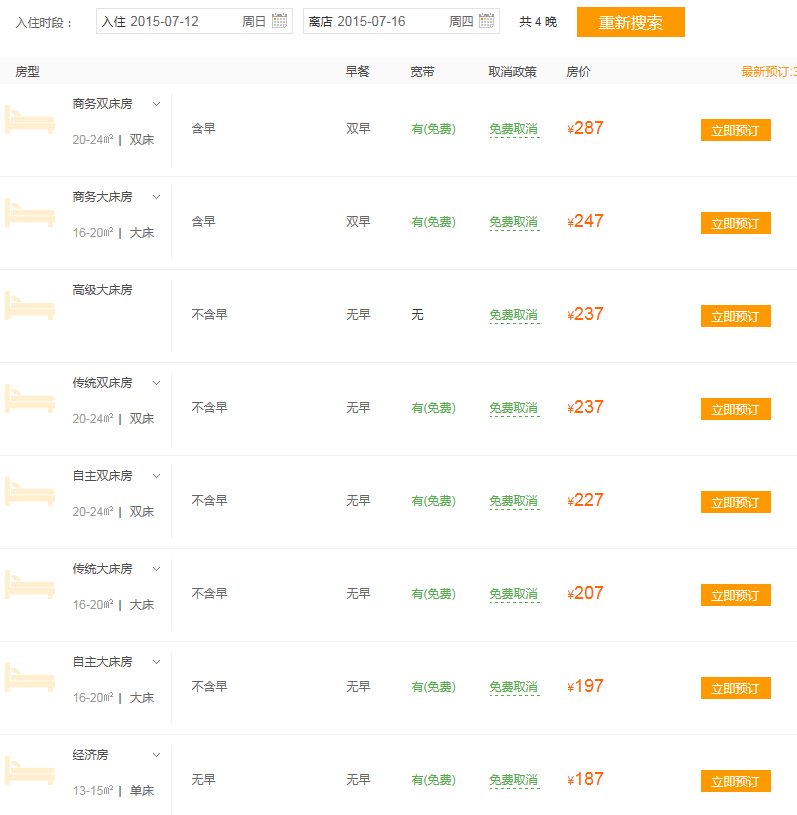 入住时段： 入住 2015-07-12 周日 离店 2015-07-16 周四 共 4 晚 重新搜索
房型 早餐 宽带 取消政策 房价 最新预订:
商务双床房
含早 双早 有(免费) 免费取消 ¥287 立即预订
20-24㎡ | 双床
商务大床房
含早 双早 有(免费) 免费取消 ¥247 立即预订
16-20㎡ | 大床
高级大床房
不含早 无早 无 免费取消 ¥237 立即预订
传统双床房
不含早 无早 有(免费) 免费取消 ¥237 立即预订
20-24㎡ | 双床
自主双床房
不含早 无早 有(免费) 免费取消 ¥227 立即预订
20-24㎡ | 双床
传统大床房
不含早 无早 有(免费) 免费取消 ¥207 立即预订
16-20㎡ | 大床
自主大床房
不含早 无早 有(免费) 免费取消 ¥197 立即预订
16-20㎡ | 大床
经济房
无早 无早 有(免费) 免费取消 ¥187 立即预订
13-15㎡ | 单床